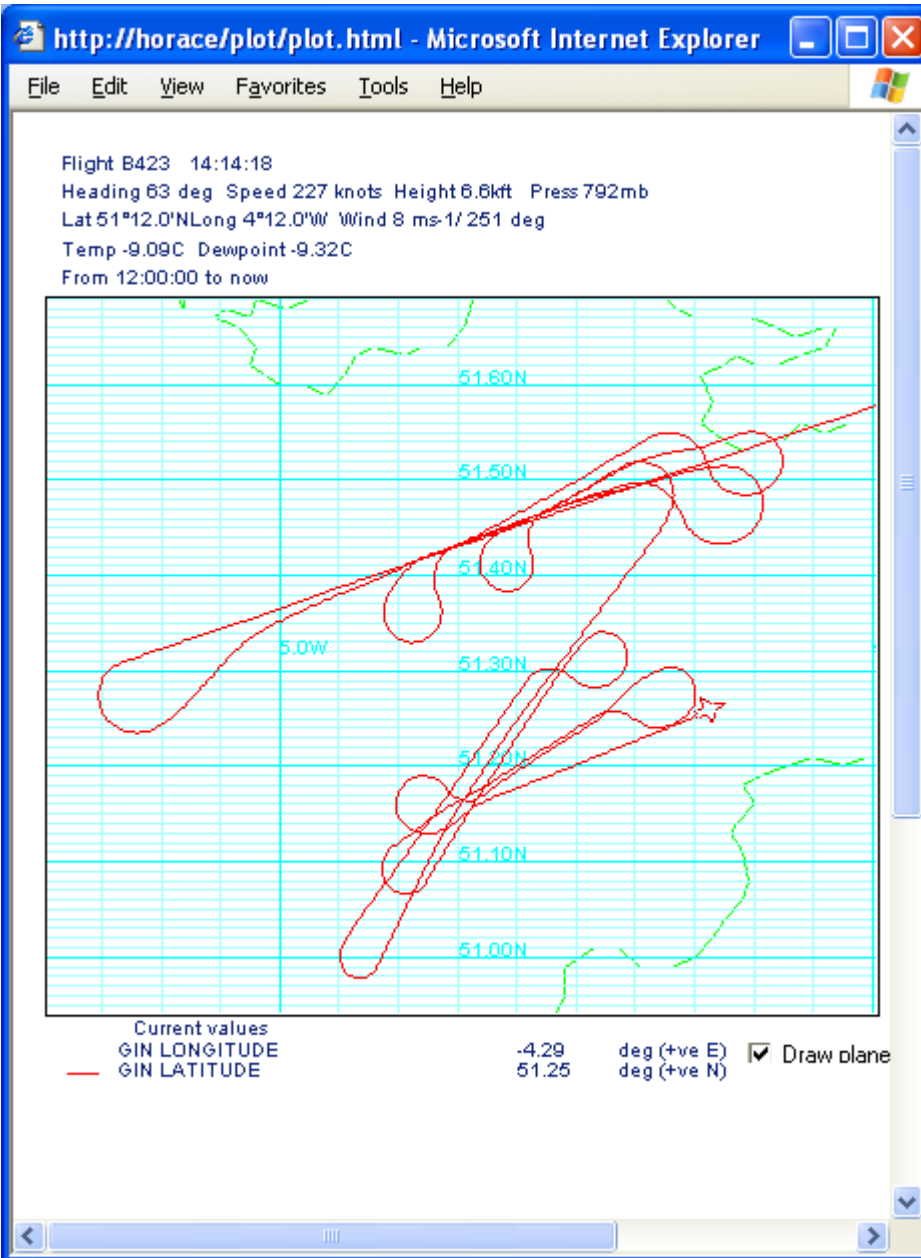 http://horace/plot/plot.html - Microsoft Internet Explorer
File Edit View Favorites Tools Help
Flight B423 14:14:18
Heading 63 deg Speed 227 knots Height 6.6kft Press 792mb
Lat 51°12.0'N Long 4°12.0'W Wind 8 ms-1/ 251 deg
Temp -9.09C Dewpoint -9.32C
From 12:00:00 to now
51.60N
51.50N
51.40N
5.0W
51.30N
51.20N
51.10N
51.00N
Current values
GIN LONGITUDE -4.29 deg (+ve E)
GIN LATITUDE 51.25 deg (+ve N)
Draw plane